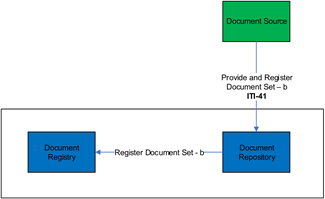 Document Source
Provide and Register
Document Set – b
ITI-41
Document
Registry
Register Document Set - b
Document
Repository